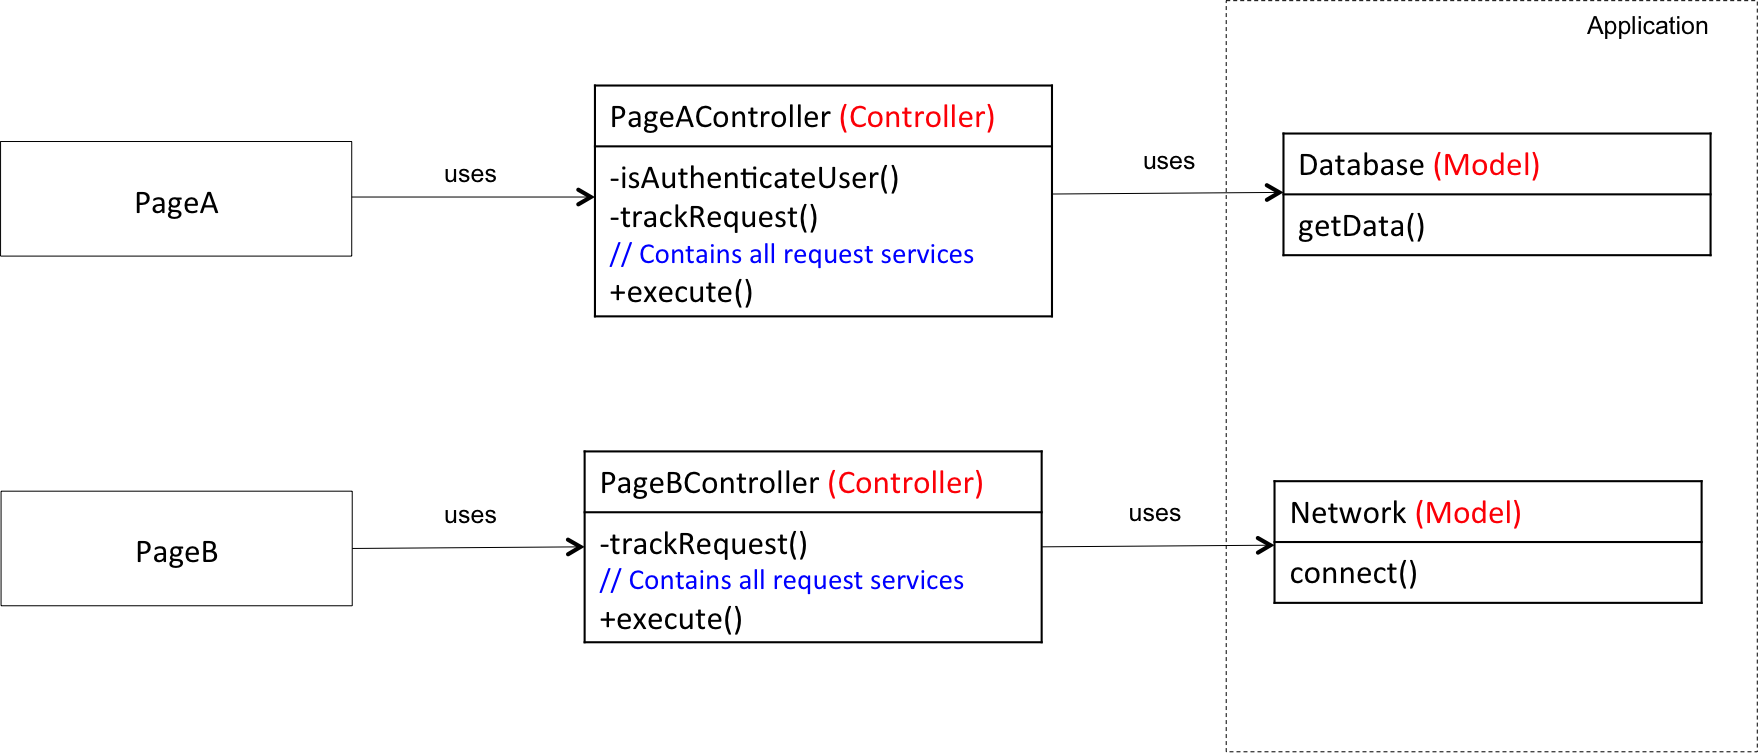 Application
PageA
uses
PageAController (Controller)
-isAuthenticateUser()
-trackRequest()
// Contains all request services
+execute()
uses
Database (Model)
getData()
PageB
uses
PageBController (Controller)
-trackRequest()
// Contains all request services
+execute()
uses
Network (Model)
connect()